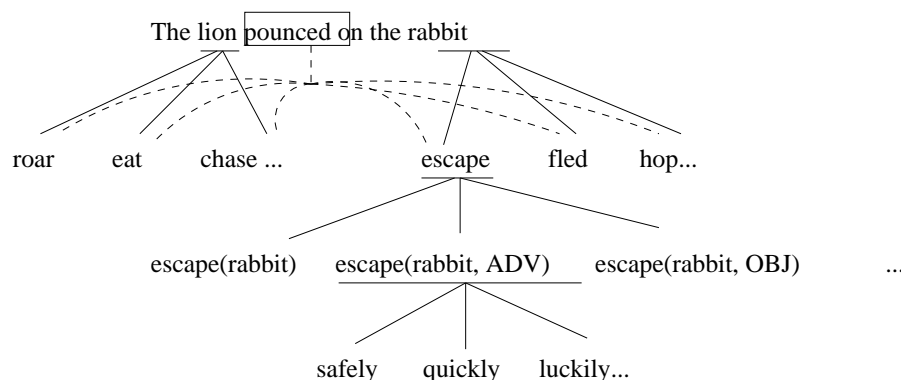 The lion pounced on the rabbit
roar eat chase ... escape fled hop...
escape(rabbit) escape(rabbit, ADV) escape(rabbit, OBJ) ...
safely quickly luckily...